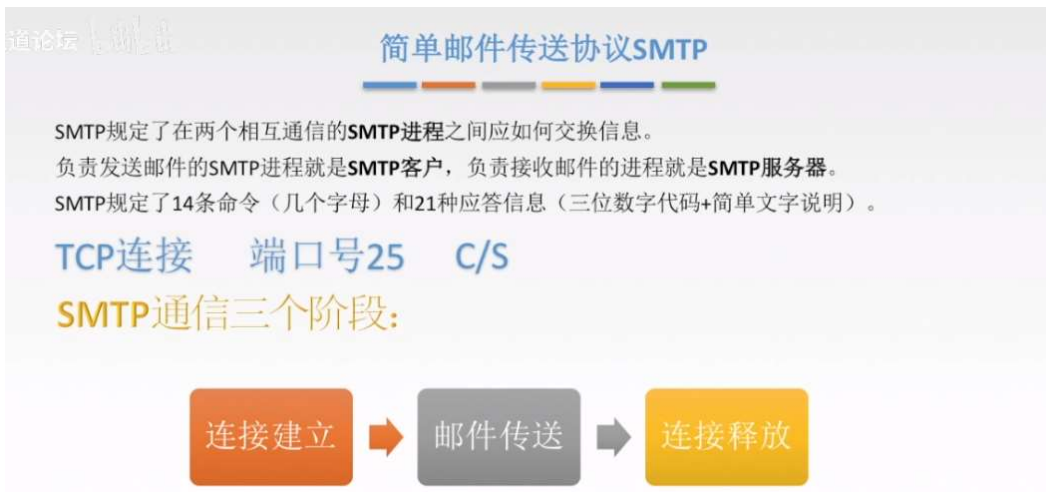 道论坛
简单邮件传送协议SMTP
SMTP规定了在两个相互通信的SMTP进程之间应如何交换信息。
负责发送邮件的SMTP进程就是SMTP客户，负责接收邮件的进程就是SMTP服务器。
SMTP规定了14条命令（几个字母）和21种应答信息（三位数字代码+简单文字说明）。
TCP连接 端口号25 C/S
SMTP通信三个阶段：
连接建立 邮件传送 连接释放